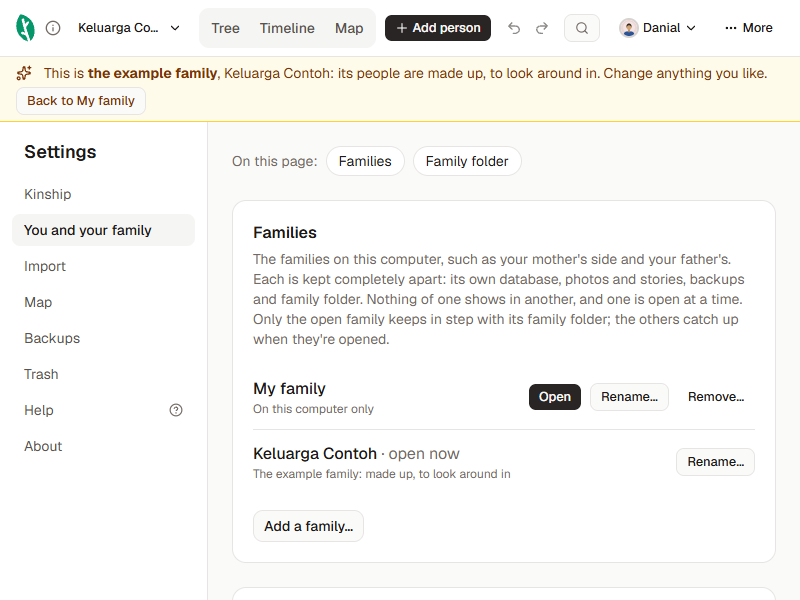 Keluarga Co...
Tree
Timeline
Map
+ Add person
Danial
More
This is the example family, Keluarga Contoh: its people are made up, to look around in. Change anything you like.
Back to My family
Settings
Kinship
You and your family
Import
Map
Backups
Trash
Help
About
On this page:
Families
Family folder
Families
The families on this computer, such as your mother's side and your father's.
Each is kept completely apart: its own database, photos and stories, backups
and family folder. Nothing of one shows in another, and one is open at a time.
Only the open family keeps in step with its family folder; the others catch up
when they're opened.
My family
On this computer only
Open
Rename...
Remove...
Keluarga Contoh · open now
The example family: made up, to look around in
Rename...
Add a family...